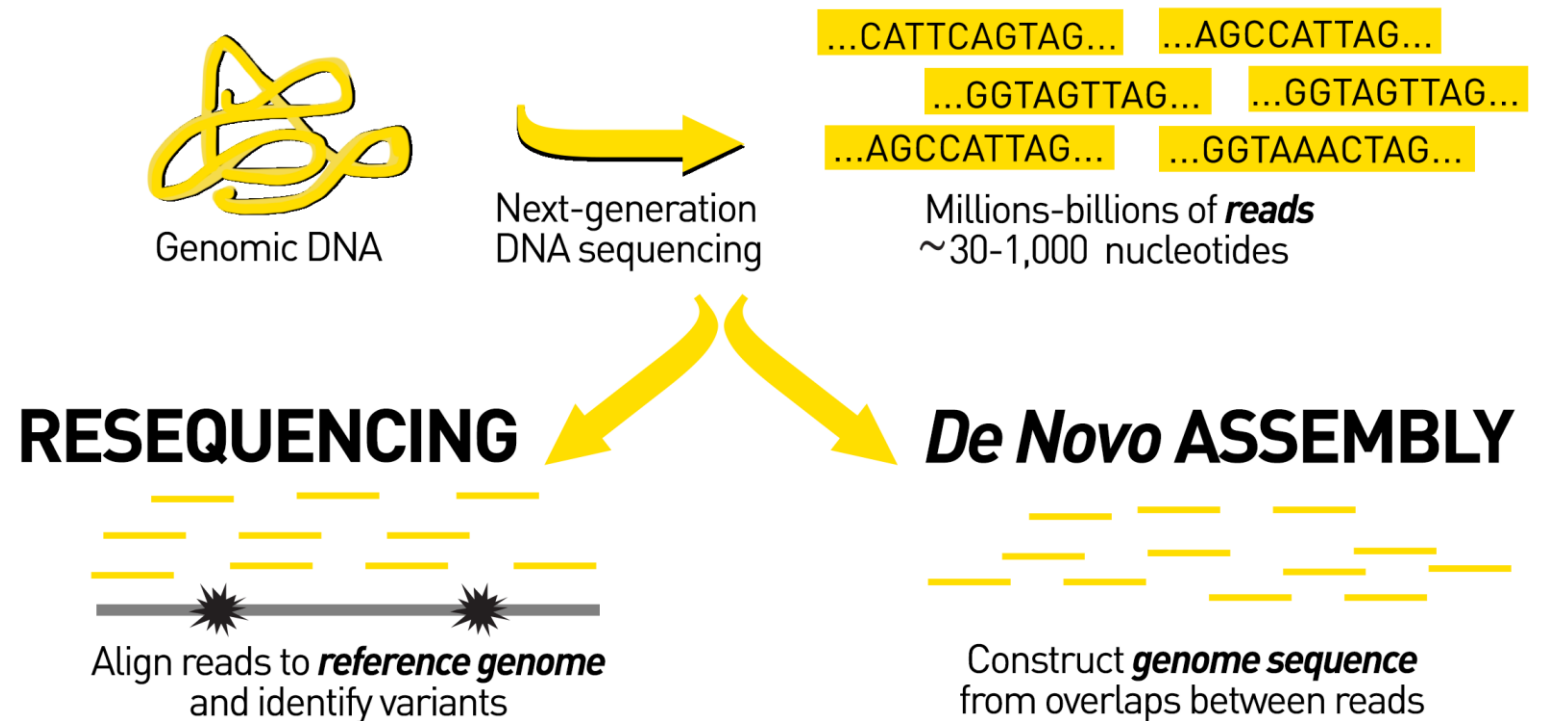 ...CATTCAGTAG...
...AGCCATTAG...
...GGTAGTTAG...
...GGTAGTTAG...
...AGCCATTAG...
...GGTAAACTAG...
Genomic DNA
Next-generation
DNA sequencing
Millions-billions of reads
~30-1,000 nucleotides
RESEQUENCING
Align reads to reference genome
and identify variants
De Novo ASSEMBLY
Construct genome sequence
from overlaps between reads